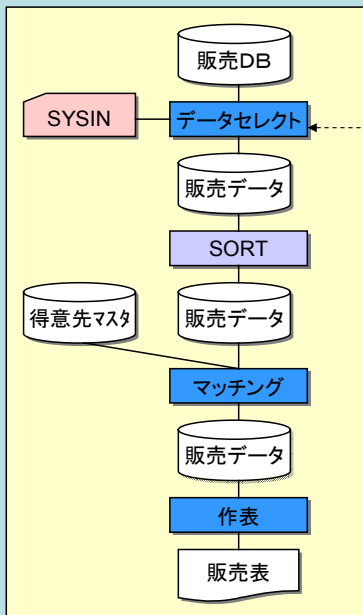 販売DB
SYSIN
データセレクト
販売データ
SORT
得意先マスタ
販売データ
マッチング
販売データ
作表
販売表